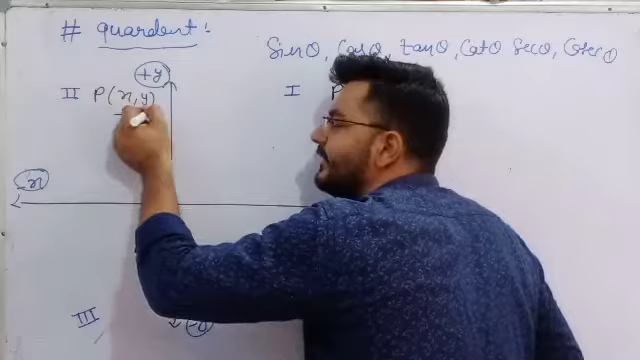 # quardent :
Sinθ, Cosθ, tanθ, Cotθ Secθ, Cosecθ
+y
II P(x,y)
I P
-x
III
-y